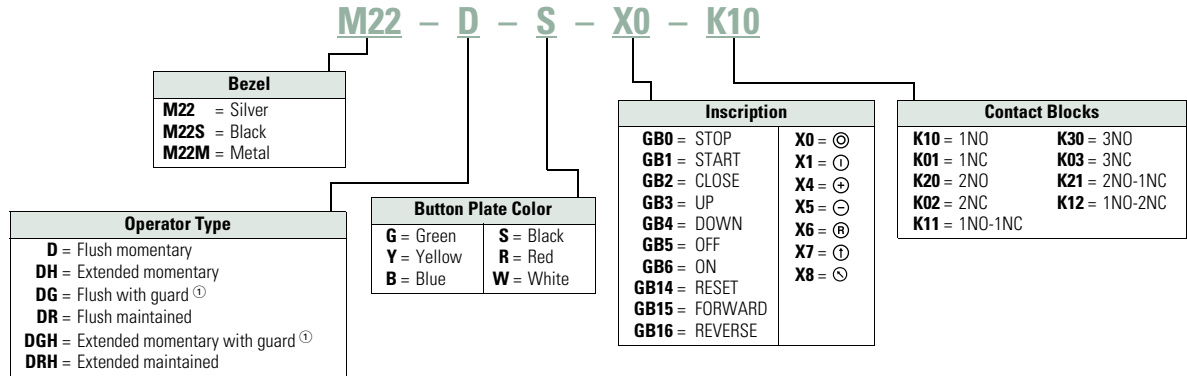 M22 – D – S – X0 – K10
Bezel
M22 = Silver
M22S = Black
M22M = Metal
Operator Type
D = Flush momentary
DH = Extended momentary
DG = Flush with guard ①
DR = Flush maintained
DGH = Extended momentary with guard ①
DRH = Extended maintained
Button Plate Color
G = Green
Y = Yellow
B = Blue
S = Black
R = Red
W = White
Inscription
GB0 = STOP
GB1 = START
GB2 = CLOSE
GB3 = UP
GB4 = DOWN
GB5 = OFF
GB6 = ON
GB14 = RESET
GB15 = FORWARD
GB16 = REVERSE
X0 = ◎
X1 = ⏼
X4 = ⊕
X5 = ⊖
X6 = Ⓡ
X7 = ↑
X8 = ⦸
Contact Blocks
K10 = 1NO
K01 = 1NC
K20 = 2NO
K02 = 2NC
K11 = 1NO-1NC
K30 = 3NO
K03 = 3NC
K21 = 2NO-1NC
K12 = 1NO-2NC